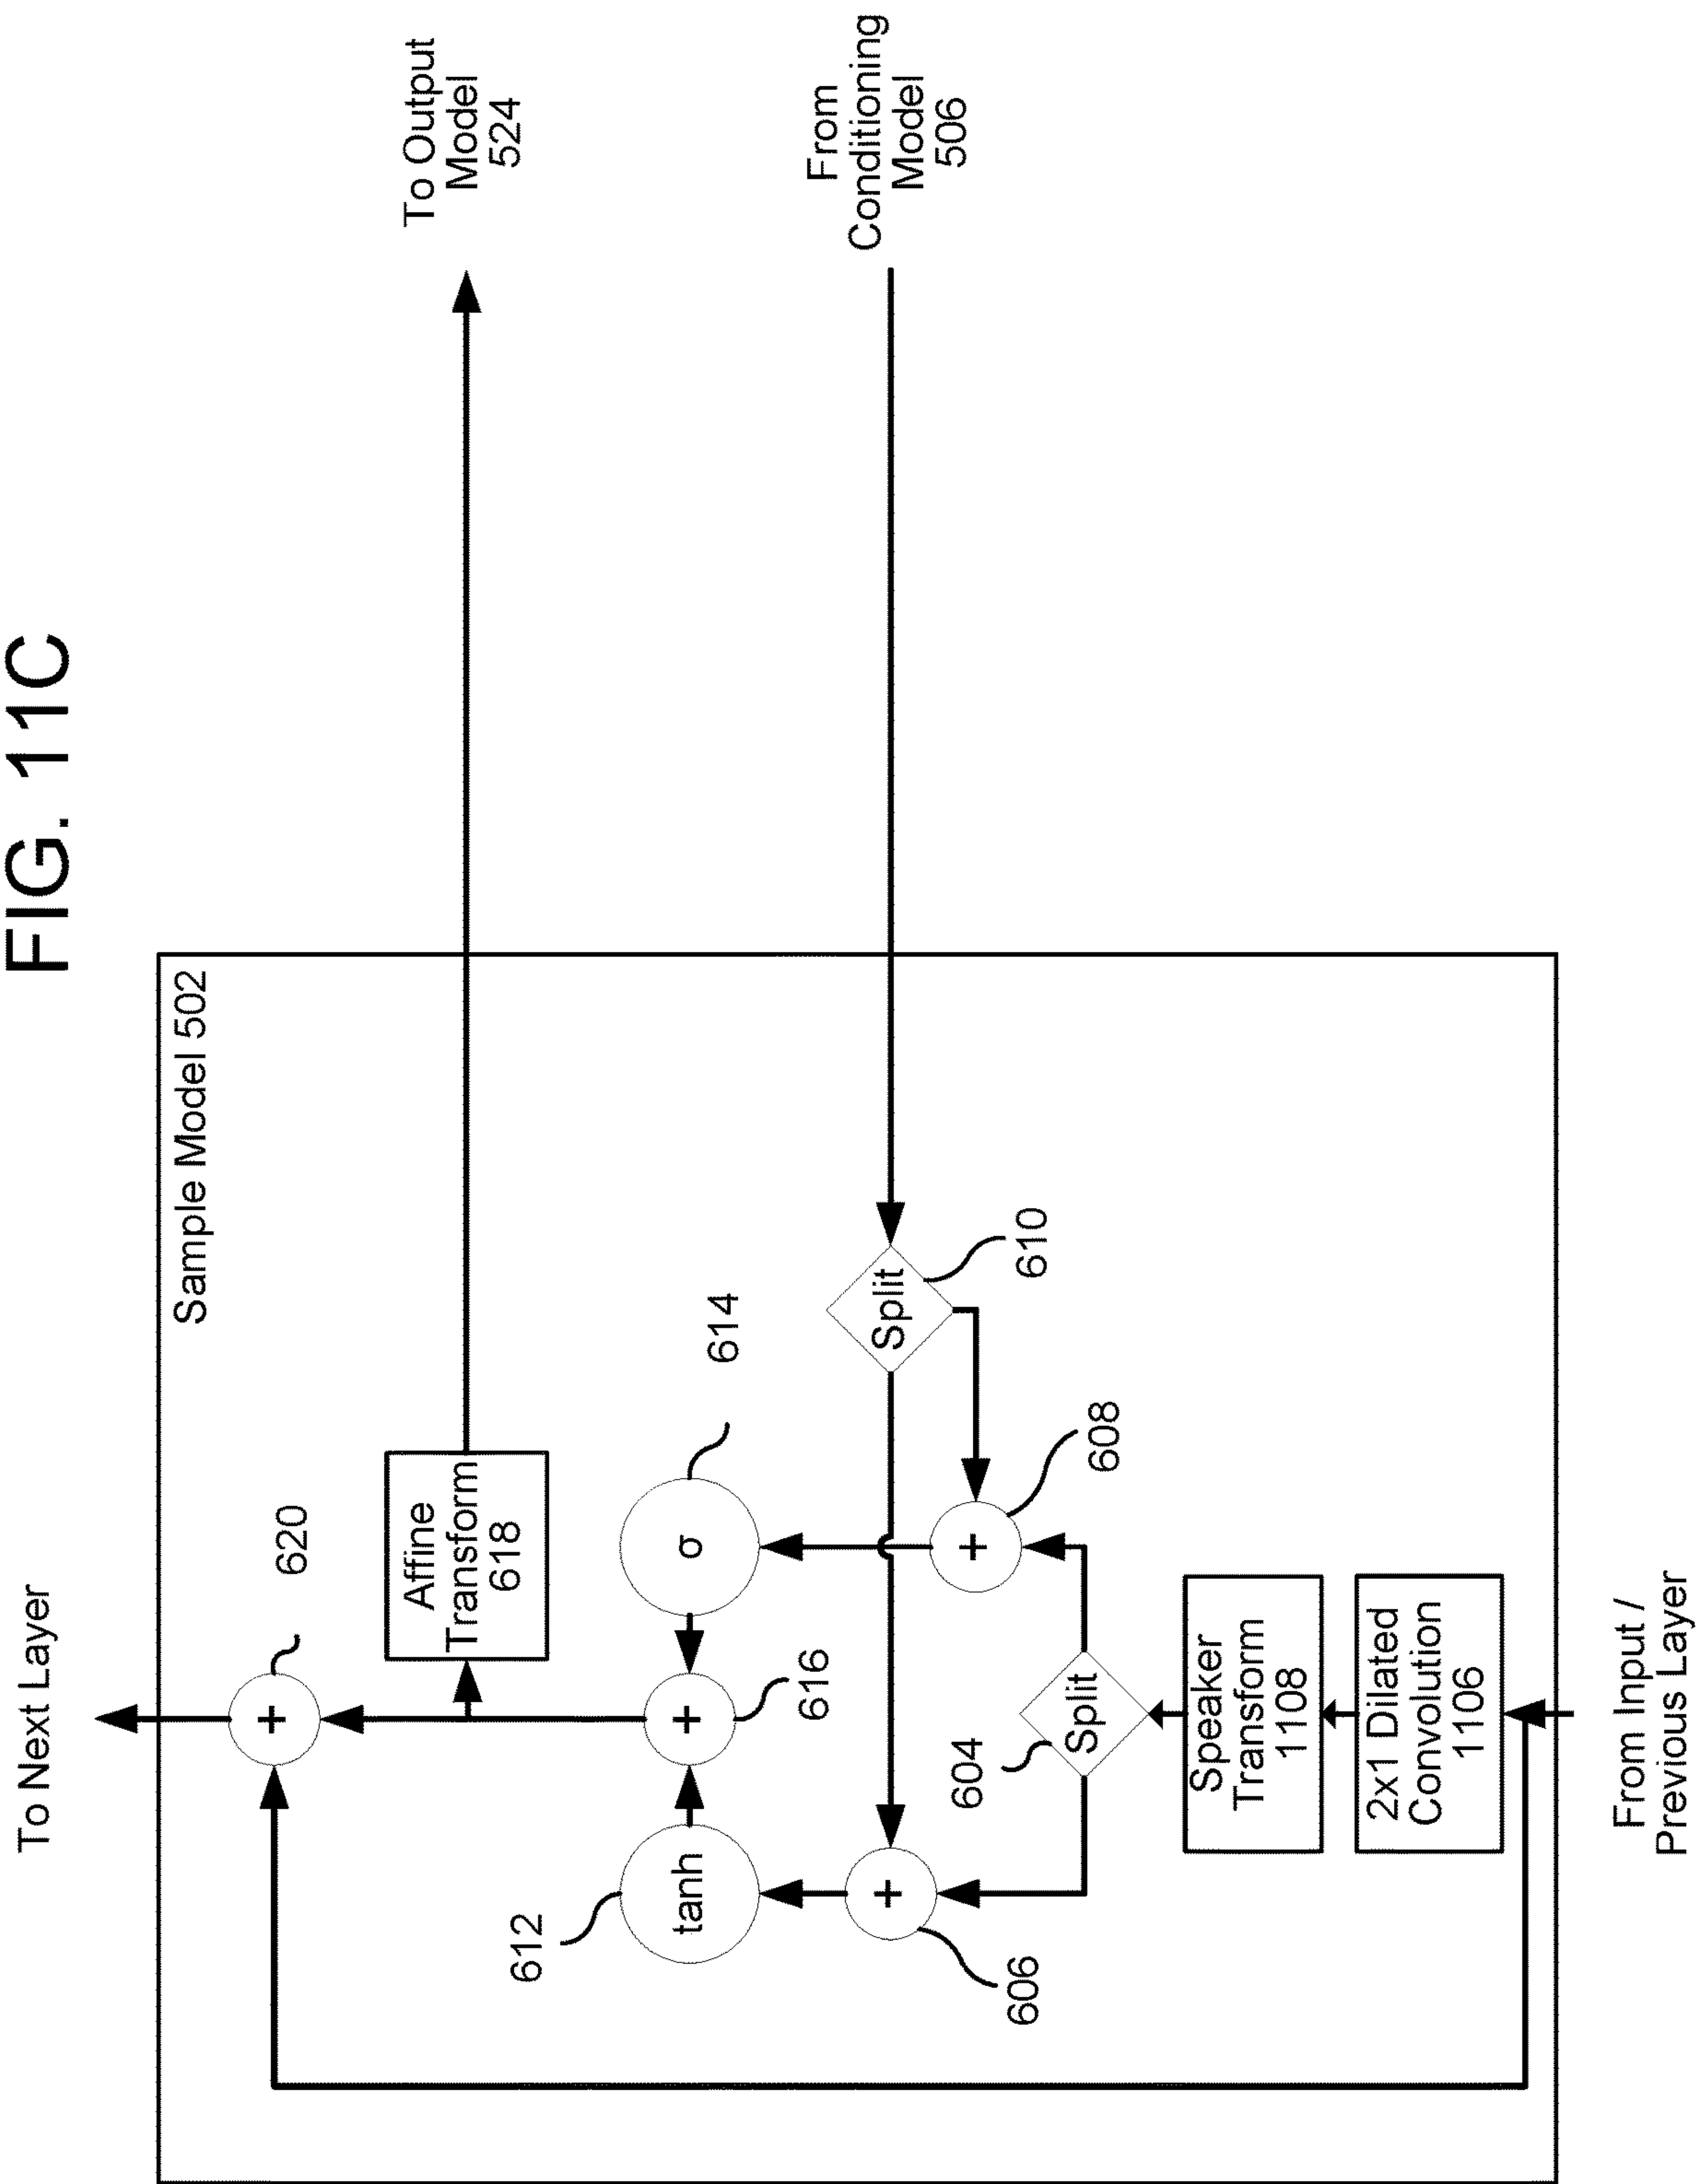 FIG. 11C
To Next Layer
Sample Model 502
+
620
Affine
Transform
618
To Output
Model
524
612
tanh
+
616
σ
614
606
+
+
608
Split
610
From
Conditioning
Model
506
604
Split
Speaker
Transform
1108
2x1 Dilated
Convolution
1106
From Input /
Previous Layer